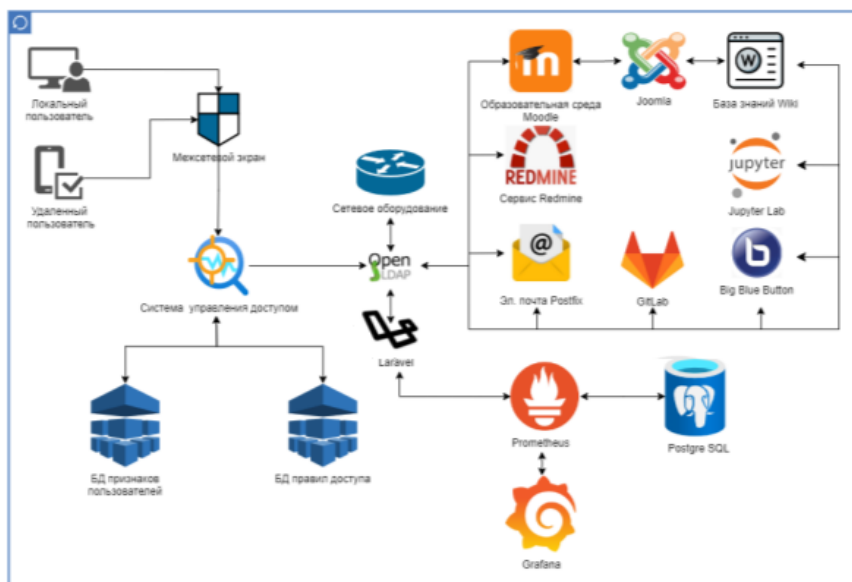 Локальный
пользователь
Удаленный
пользователь
Межсетевой экран
Система управления доступом
БД признаков
пользователей
БД правил доступа
Сетевое оборудование
Open
LDAP
Laravel
m
Образовательная среда
Moodle
Joomla
W
База знаний Wiki
REDMINE
Сервис Redmine
jupyter
Jupyter Lab
@
Эл. почта Postfix
GitLab
b
Big Blue Button
Prometheus
Postgre SQL
Grafana